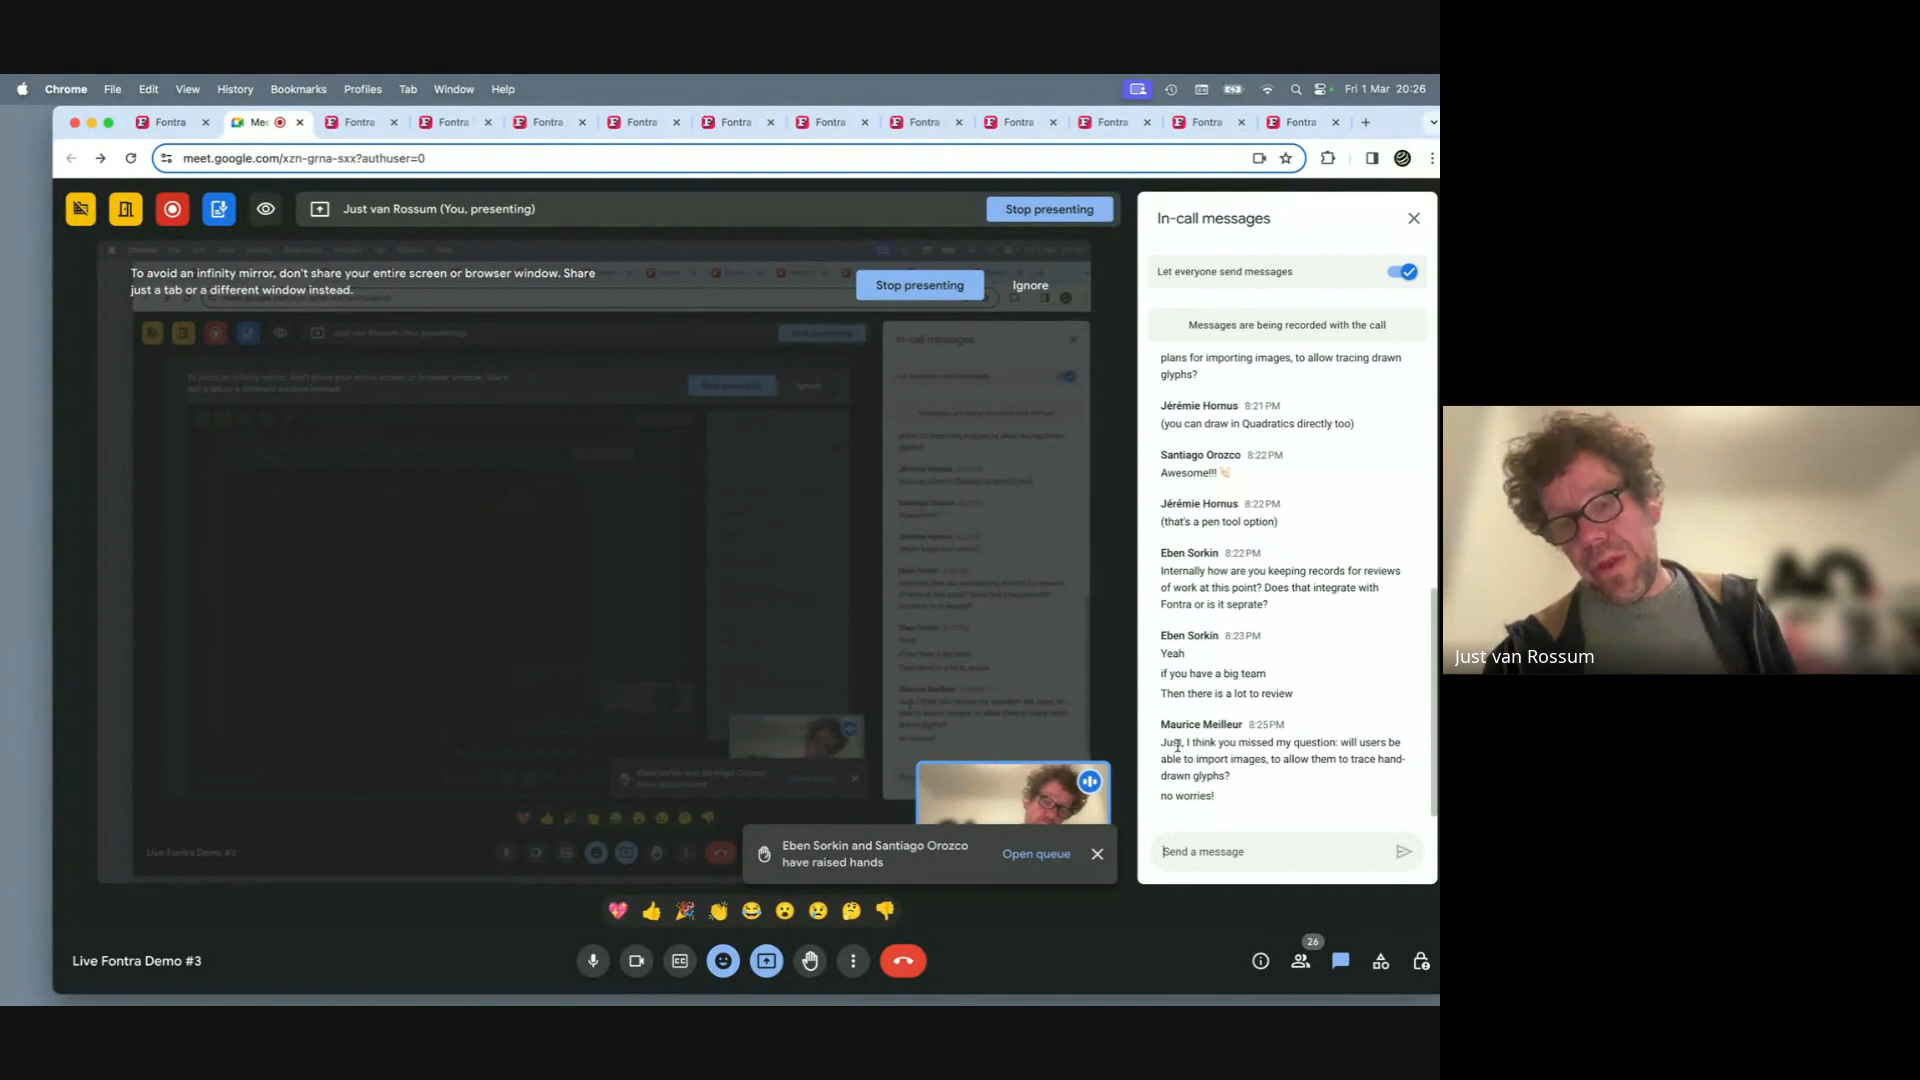 Chrome File Edit View History Bookmarks Profiles Tab Window Help
Fri 1 Mar 20:26
Fontra
Fontra Fontra Fontra Fontra Fontra Fontra Fontra Fontra Fontra Fontra Fontra
meet.google.com/xzn-grna-sxx?authuser=0
Just van Rossum (You, presenting)
Stop presenting
To avoid an infinity mirror, don't share your entire screen or browser window. Share
just a tab or a different window instead.
Stop presenting
Ignore
Eben Sorkin and Santiago Orozco
have raised hands
Open queue
Live Fontra Demo #3
In-call messages
Let everyone send messages
Messages are being recorded with the call
plans for importing images, to allow tracing drawn
glyphs?
Jérémie Hornus 8:21 PM
(you can draw in Quadratics directly too)
Santiago Orozco 8:22 PM
Awesome!!! 👏🏻
Jérémie Hornus 8:22 PM
(that's a pen tool option)
Eben Sorkin 8:22 PM
Internally how are you keeping records for reviews
of work at this point? Does that integrate with
Fontra or is it seprate?
Eben Sorkin 8:23 PM
Yeah
if you have a big team
Then there is a lot to review
Maurice Meilleur 8:25 PM
Just, I think you missed my question: will users be
able to import images, to allow them to trace hand-
drawn glyphs?
no worries!
Send a message
26
Live Fontra Demo #3
Just van Rossum